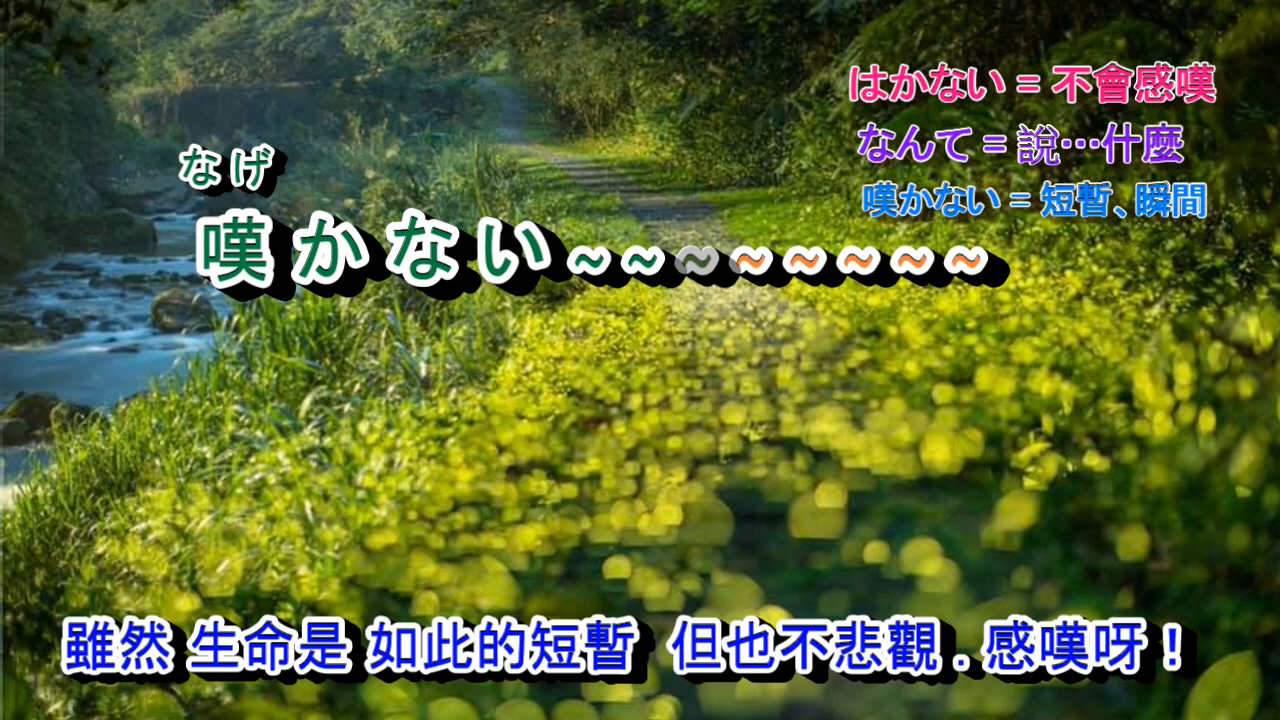 はかない = 不會感嘆
なんて = 說…什麼
嘆かない = 短暫、瞬間
なげ
嘆かない~~~~~~~~
雖然 生命是 如此的短暫 但也不悲觀 . 感嘆呀 !